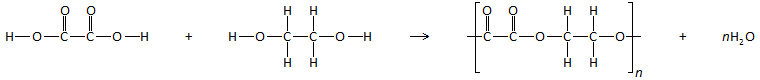 O O H H O O H H
H—O—C—C—O—H + H—O—C—C—O—H → [C—C—O—C—C—O]n + nH2O
H H H H